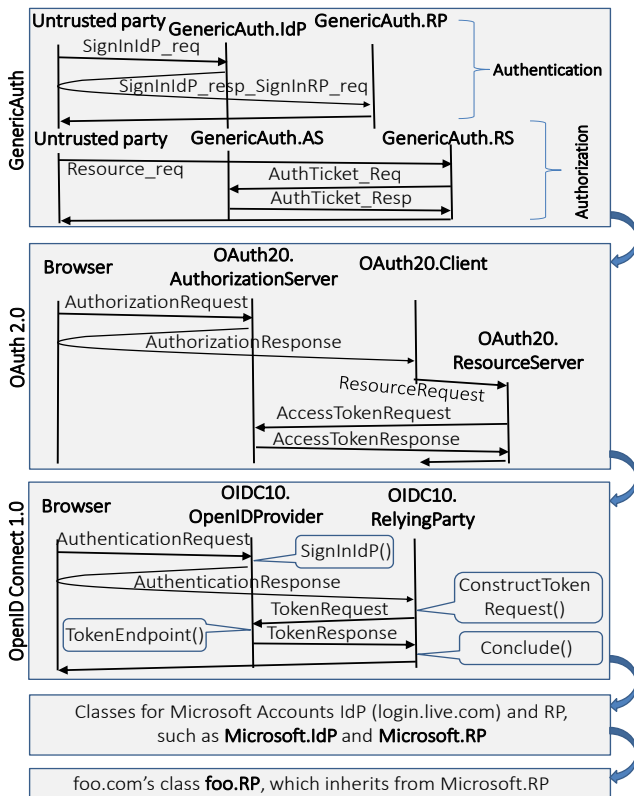 GenericAuth
Untrusted party
GenericAuth.IdP
GenericAuth.RP
SignInIdP_req
SignInIdP_resp_SignInRP_req
Authentication
Untrusted party
GenericAuth.AS
GenericAuth.RS
Resource_req
AuthTicket_Req
AuthTicket_Resp
Authorization
OAuth 2.0
Browser
OAuth20.
AuthorizationServer
OAuth20.Client
AuthorizationRequest
AuthorizationResponse
OAuth20.
ResourceServer
ResourceRequest
AccessTokenRequest
AccessTokenResponse
OpenID Connect 1.0
Browser
OIDC10.
OpenIDProvider
OIDC10.
RelyingParty
AuthenticationRequest
SignInIdP()
AuthenticationResponse
ConstructToken
Request()
TokenRequest
TokenEndpoint()
TokenResponse
Conclude()
Classes for Microsoft Accounts IdP (login.live.com) and RP,
such as Microsoft.IdP and Microsoft.RP
foo.com's class foo.RP, which inherits from Microsoft.RP